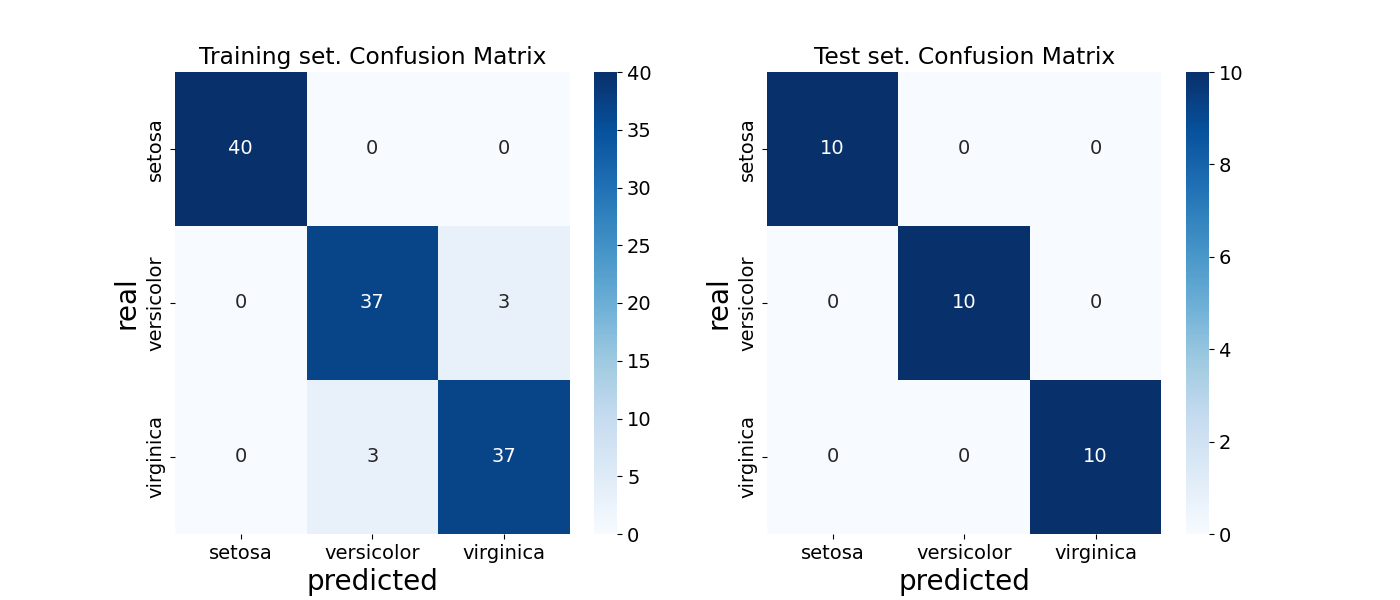 Training set. Confusion Matrix
setosa
versicolor
virginica
real
40 0 0
0 37 3
0 3 37
setosa versicolor virginica
predicted
40
35
30
25
20
15
10
5
0
Test set. Confusion Matrix
setosa
versicolor
virginica
real
10 0 0
0 10 0
0 0 10
setosa versicolor virginica
predicted
10
8
6
4
2
0